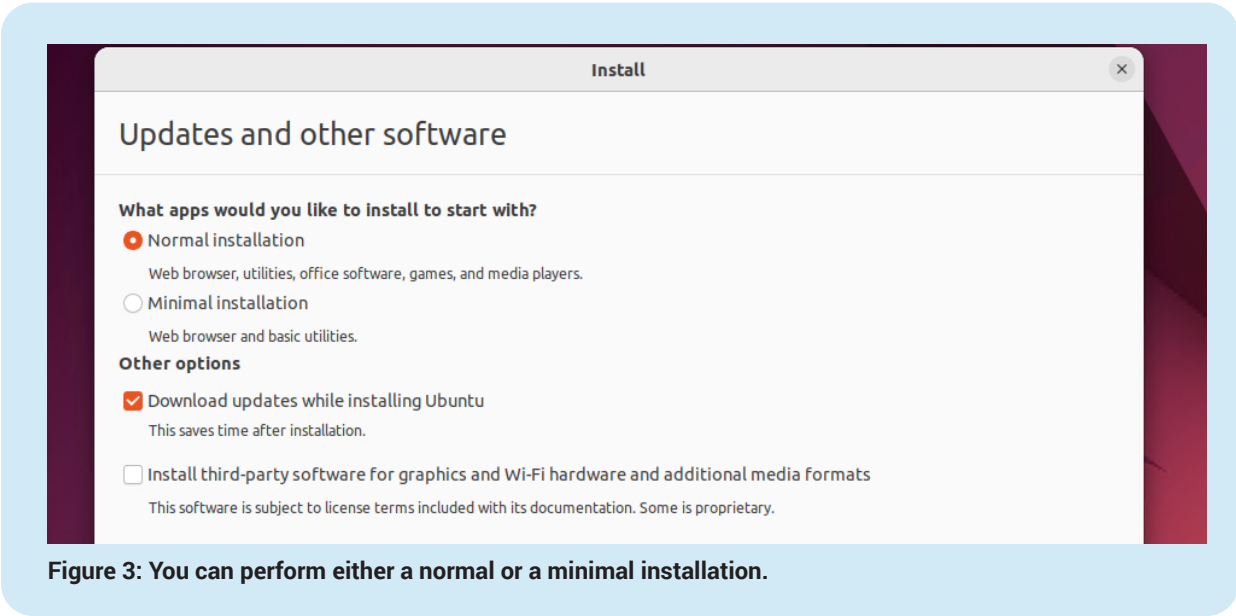 Install
Updates and other software
What apps would you like to install to start with?
Normal installation
Web browser, utilities, office software, games, and media players.
Minimal installation
Web browser and basic utilities.
Other options
Download updates while installing Ubuntu
This saves time after installation.
Install third-party software for graphics and Wi-Fi hardware and additional media formats
This software is subject to license terms included with its documentation. Some is proprietary.
Figure 3: You can perform either a normal or a minimal installation.